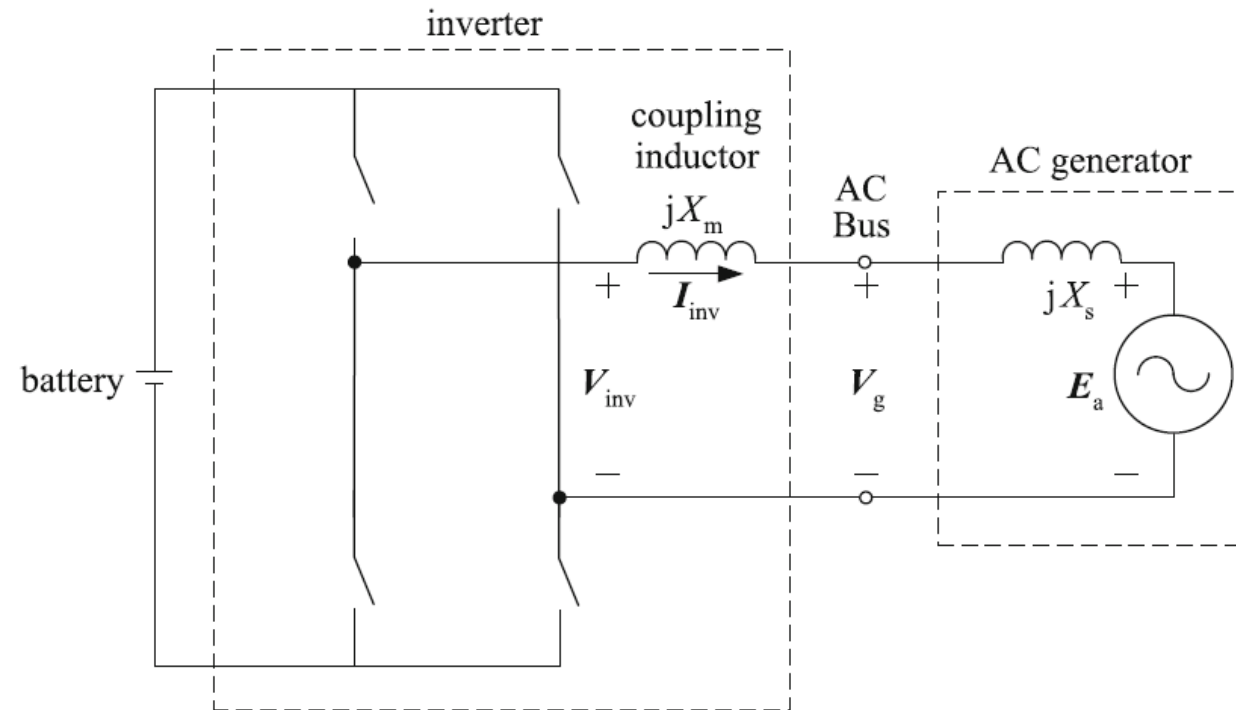 inverter
coupling
inductor
jXm
Iinv
AC
Bus
AC generator
jXs
battery
+
Vinv
−
+
Vg
−
+
Ea
−